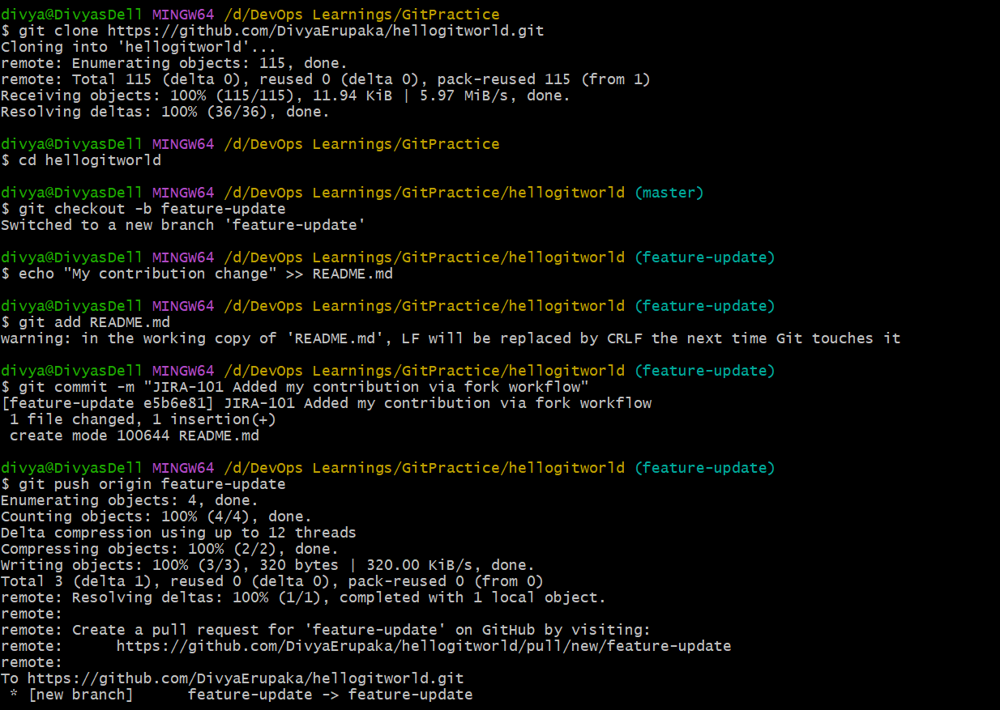 divya@DivyasDell MINGW64 /d/DevOps Learnings/GitPractice
$ git clone https://github.com/DivyaErupaka/hellogitworld.git
Cloning into 'hellogitworld'...
remote: Enumerating objects: 115, done.
remote: Total 115 (delta 0), reused 0 (delta 0), pack-reused 115 (from 1)
Receiving objects: 100% (115/115), 11.94 KiB | 5.97 MiB/s, done.
Resolving deltas: 100% (36/36), done.

divya@DivyasDell MINGW64 /d/DevOps Learnings/GitPractice
$ cd hellogitworld

divya@DivyasDell MINGW64 /d/DevOps Learnings/GitPractice/hellogitworld (master)
$ git checkout -b feature-update
Switched to a new branch 'feature-update'

divya@DivyasDell MINGW64 /d/DevOps Learnings/GitPractice/hellogitworld (feature-update)
$ echo "My contribution change" >> README.md

divya@DivyasDell MINGW64 /d/DevOps Learnings/GitPractice/hellogitworld (feature-update)
$ git add README.md
warning: in the working copy of 'README.md', LF will be replaced by CRLF the next time Git touches it

divya@DivyasDell MINGW64 /d/DevOps Learnings/GitPractice/hellogitworld (feature-update)
$ git commit -m "JIRA-101 Added my contribution via fork workflow"
[feature-update e5b6e81] JIRA-101 Added my contribution via fork workflow
 1 file changed, 1 insertion(+)
 create mode 100644 README.md

divya@DivyasDell MINGW64 /d/DevOps Learnings/GitPractice/hellogitworld (feature-update)
$ git push origin feature-update
Enumerating objects: 4, done.
Counting objects: 100% (4/4), done.
Delta compression using up to 12 threads
Compressing objects: 100% (2/2), done.
Writing objects: 100% (3/3), 320 bytes | 320.00 KiB/s, done.
Total 3 (delta 1), reused 0 (delta 0), pack-reused 0 (from 0)
remote: Resolving deltas: 100% (1/1), completed with 1 local object.
remote:
remote: Create a pull request for 'feature-update' on GitHub by visiting:
remote:      https://github.com/DivyaErupaka/hellogitworld/pull/new/feature-update
remote:
To https://github.com/DivyaErupaka/hellogitworld.git
 * [new branch]      feature-update -> feature-update